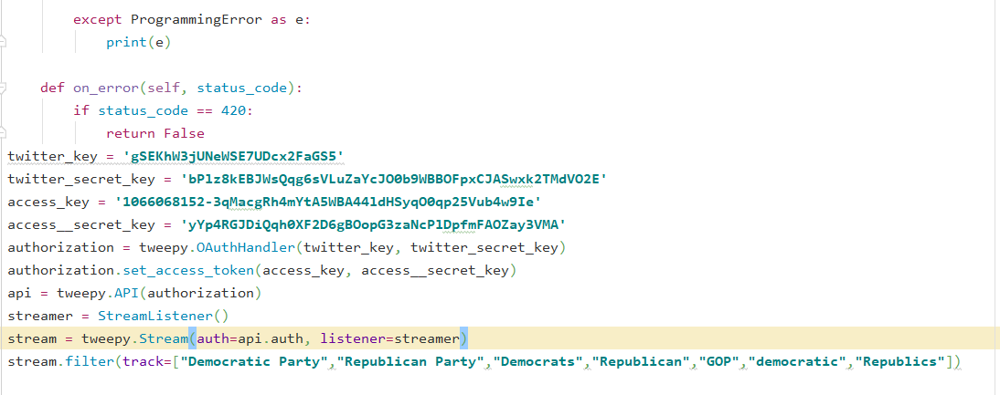 except ProgrammingError as e:
print(e)
def on_error(self, status_code):
if status_code == 420:
return False
twitter_key = 'gSEKhW3jUNeWSE7UDcx2FaGS5'
twitter_secret_key = 'bPlz8kEBJWsQqg6sVLuZaYcJO0b9WBBOFpxCJASwxk2TMdVO2E'
access_key = '1066068152-3qMacgRh4mYtA5WBA44ldHSyqO0qp25Vub4w9Ie'
access__secret_key = 'yYp4RGJDiQqh0XF2D6gBOopG3zaNcPlDpfmFAOZay3VMA'
authorization = tweepy.OAuthHandler(twitter_key, twitter_secret_key)
authorization.set_access_token(access_key, access__secret_key)
api = tweepy.API(authorization)
streamer = StreamListener()
stream = tweepy.Stream(auth=api.auth, listener=streamer)
stream.filter(track=["Democratic Party","Republican Party","Democrats","Republican","GOP","democratic","Republics"])